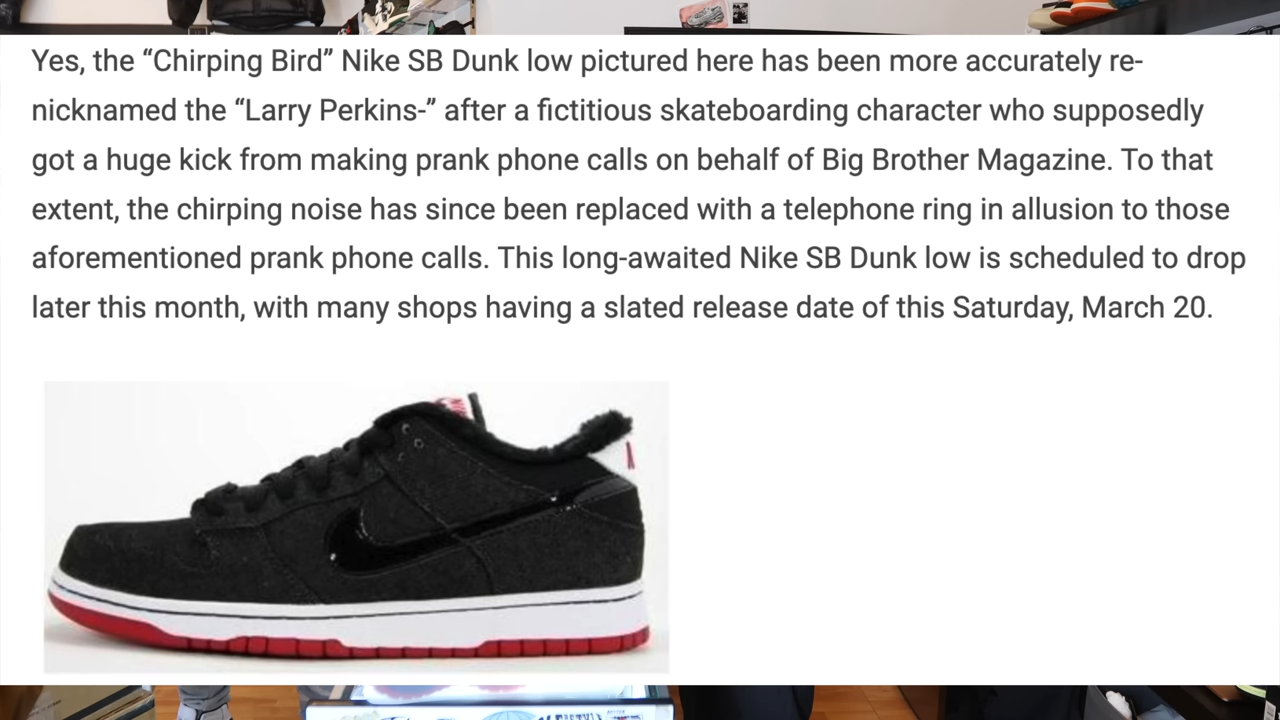 Yes, the “Chirping Bird” Nike SB Dunk low pictured here has been more accurately re-
nicknamed the “Larry Perkins-” after a fictitious skateboarding character who supposedly
got a huge kick from making prank phone calls on behalf of Big Brother Magazine. To that
extent, the chirping noise has since been replaced with a telephone ring in allusion to those
aforementioned prank phone calls. This long-awaited Nike SB Dunk low is scheduled to drop
later this month, with many shops having a slated release date of this Saturday, March 20.